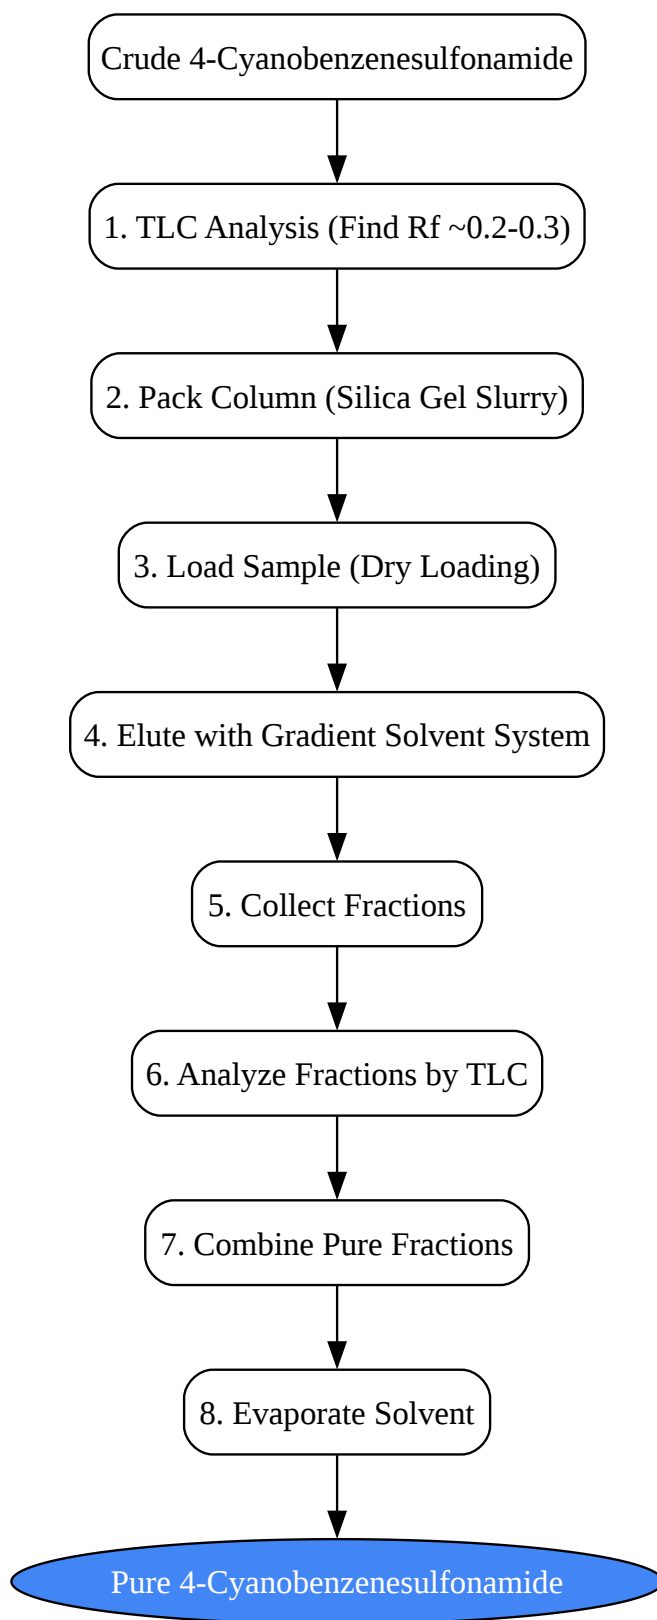 Crude 4-Cyanobenzenesulfonamide
1. TLC Analysis (Find Rf ~0.2-0.3)
2. Pack Column (Silica Gel Slurry)
3. Load Sample (Dry Loading)
4. Elute with Gradient Solvent System
5. Collect Fractions
6. Analyze Fractions by TLC
7. Combine Pure Fractions
8. Evaporate Solvent
Pure 4-Cyanobenzenesulfonamide